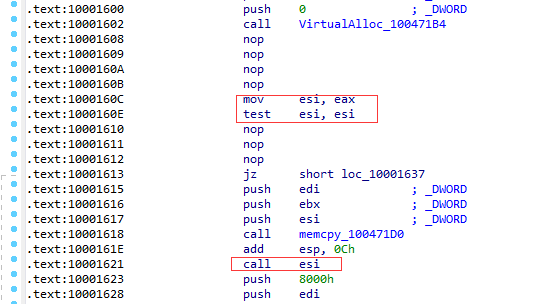 .text:10001600 push 0 ; _DWORD
.text:10001602 call VirtualAlloc_100471B4
.text:10001608 nop
.text:10001609 nop
.text:1000160A nop
.text:1000160B nop
.text:1000160C mov esi, eax
.text:1000160E test esi, esi
.text:10001610 nop
.text:10001611 nop
.text:10001612 nop
.text:10001613 jz short loc_10001637
.text:10001615 push edi ; _DWORD
.text:10001616 push ebx ; _DWORD
.text:10001617 push esi ; _DWORD
.text:10001618 call memcpy_100471D0
.text:1000161E add esp, 0Ch
.text:10001621 call esi
.text:10001623 push 8000h
.text:10001628 push edi